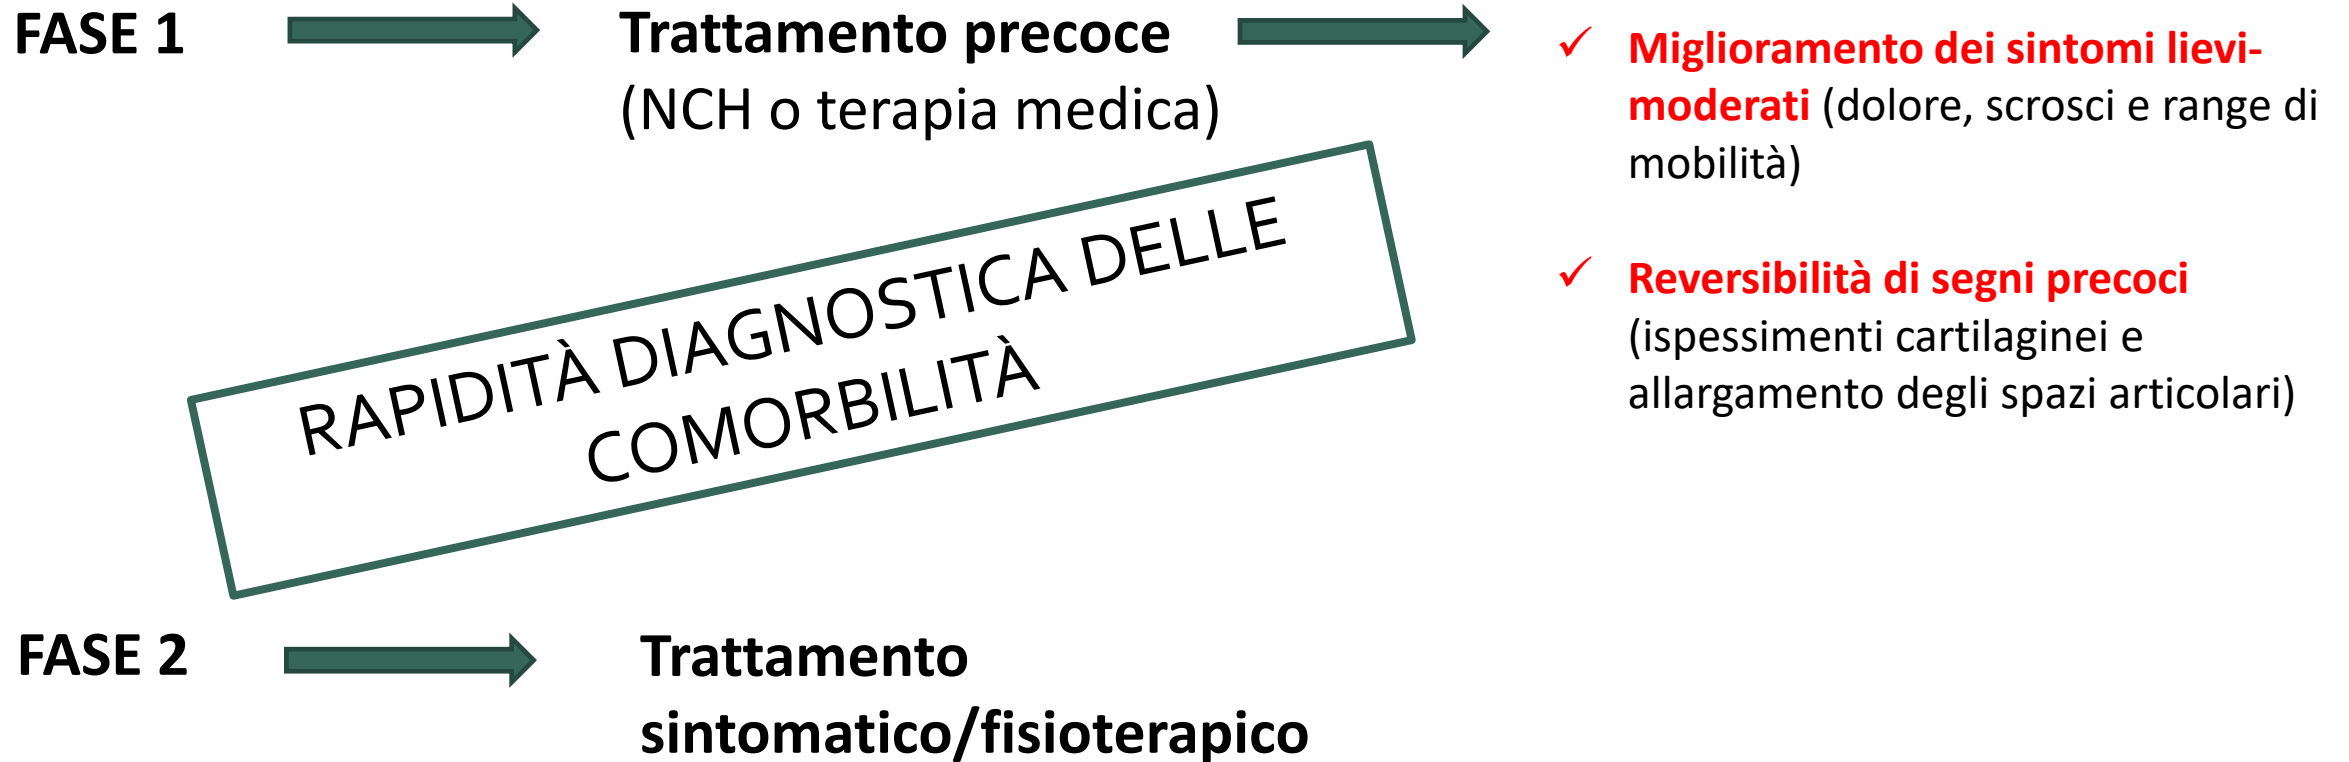 FASE 1
Trattamento precoce
(NCH o terapia medica)
✓ Miglioramento dei sintomi lievi-
moderati (dolore, scrosci e range di
mobilità)
✓ Reversibilità di segni precoci
(ispessimenti cartilaginei e
allargamento degli spazi articolari)
RAPIDITÀ DIAGNOSTICA DELLE
COMORBILITÀ
FASE 2
Trattamento
sintomatico/fisioterapico